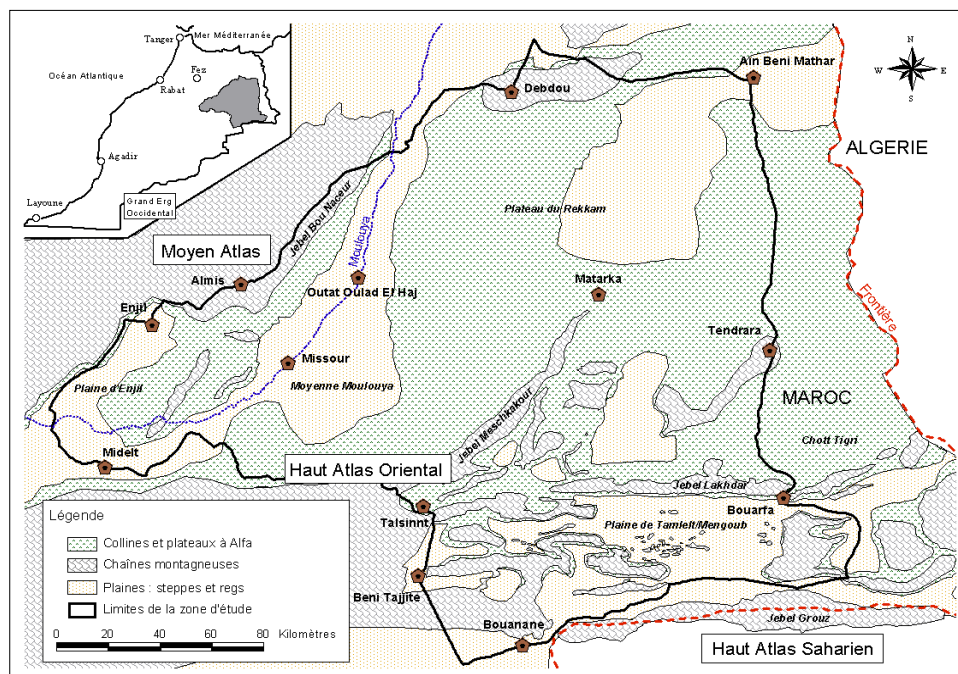 Tanger
Mer Méditerranée
Océan Atlantique
Fez
Rabat
Agadir
Layoune
Grand Erg
Occidental
N
W
E
S
Debdou
Aïn Beni Mathar
ALGERIE
Plateau du Rekkam
Jebel Bou Naceur
Moulouya
Moyen Atlas
Almis
Outat Oulad El Haj
Matarka
Enjil
Frontière
Tendrara
Missour
Plaine d'Enjil
Moyenne Moulouya
Jebel Meschkakour
MAROC
Chott Tigri
Midelt
Haut Atlas Oriental
Jebel Lakhdar
Bouarfa
Talsinnt
Plaine de Tamlelt/Mengoub
Beni Tajjite
Bouanane
Jebel Grouz
Haut Atlas Saharien
Légende
Collines et plateaux à Alfa
Chaînes montagneuses
Plaines : steppes et regs
Limites de la zone d'étude
0 20 40 60 80 Kilomètres